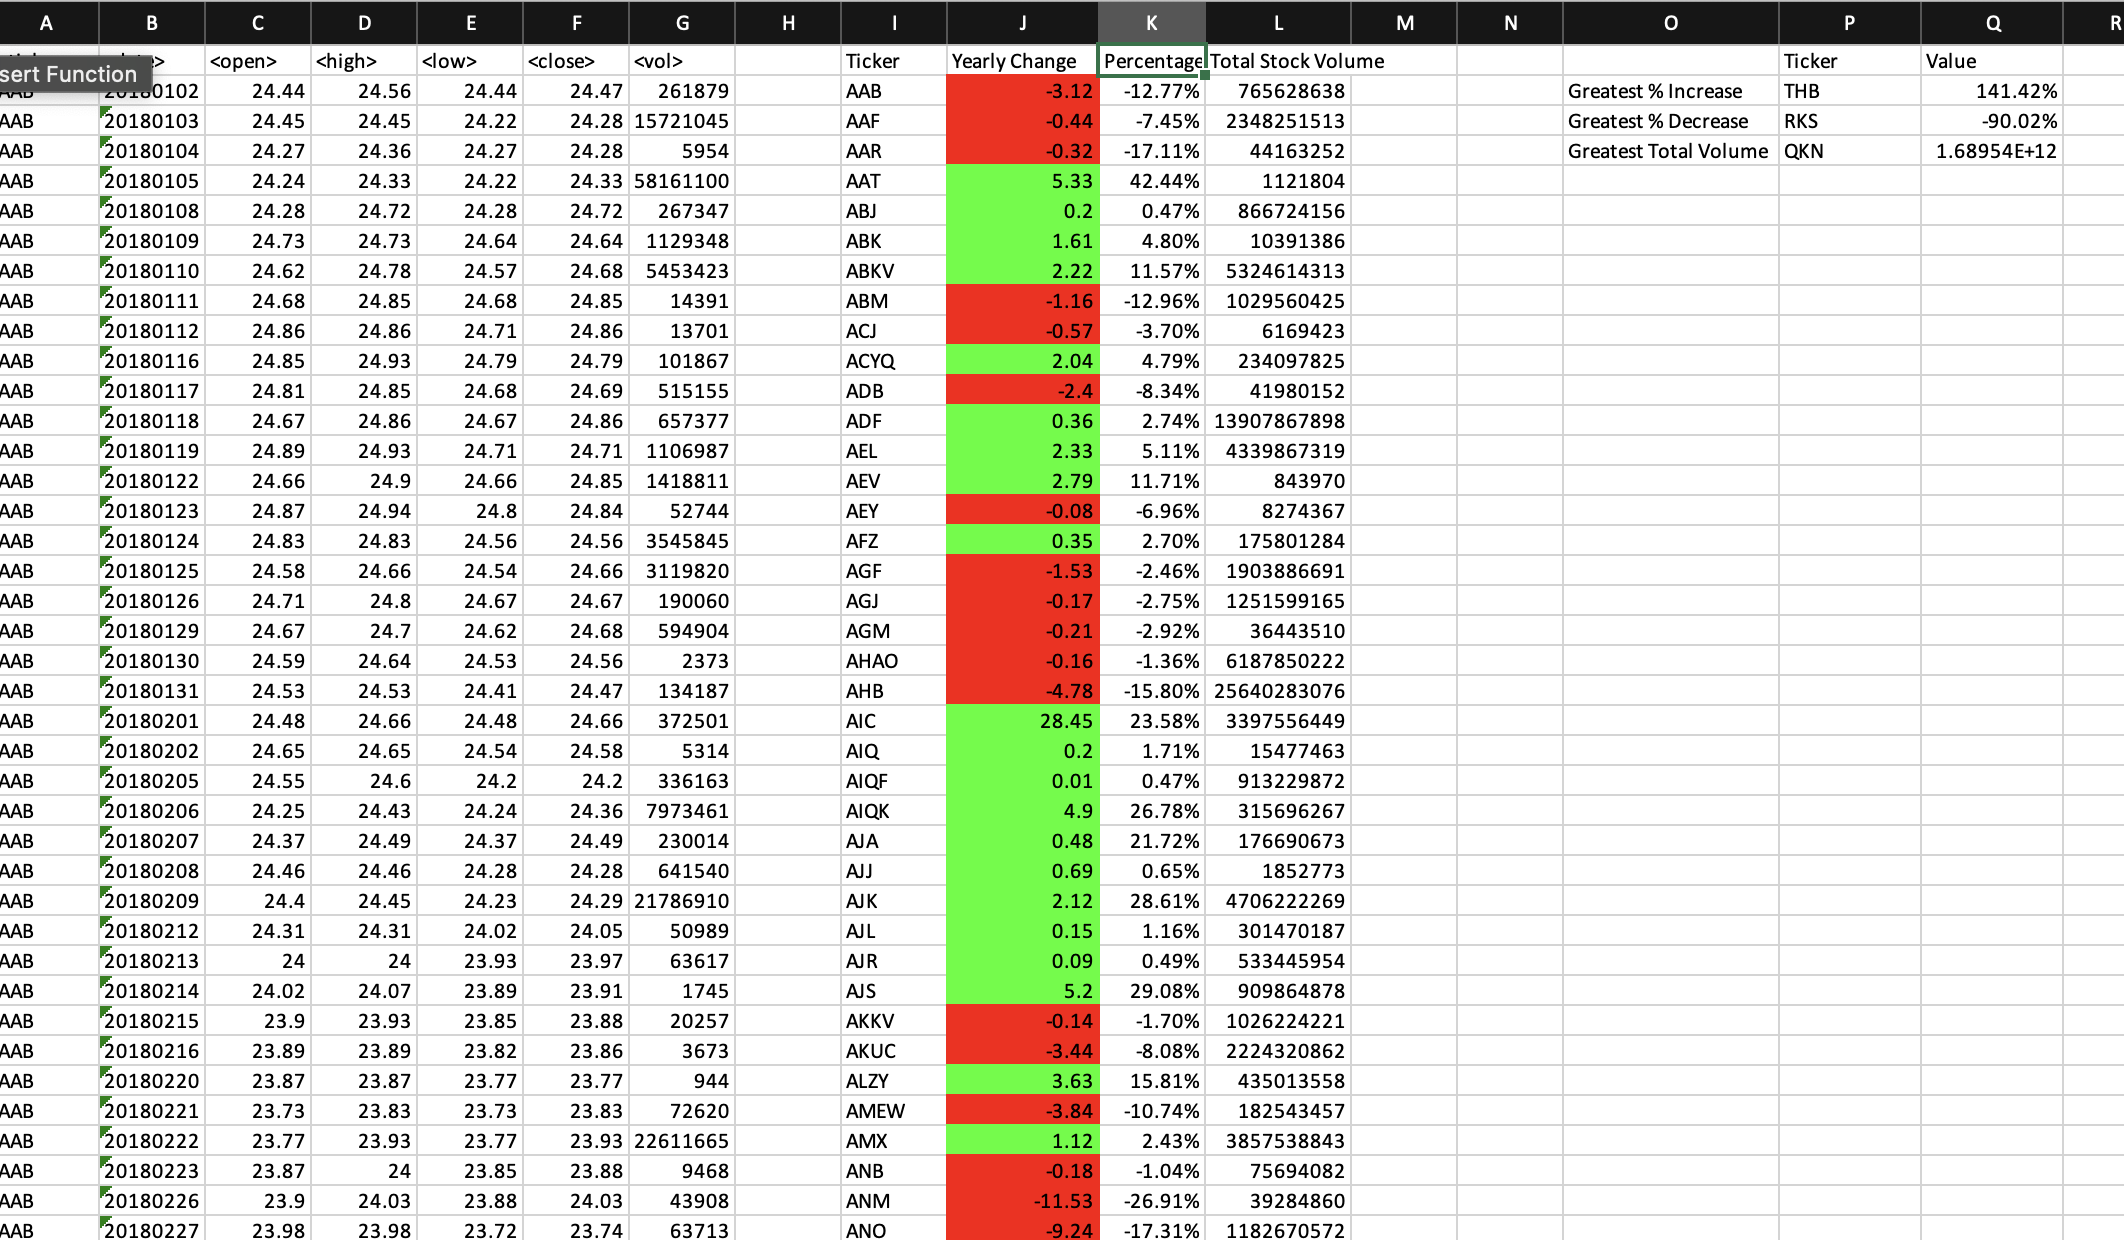 A B C D E F G H I J K L M N O P Q R
<open> <high> <low> <close> <vol> Ticker Yearly Change Percentage Total Stock Volume Ticker Value
sert Function
AAB 20180102 24.44 24.56 24.44 24.47 261879 AAB -3.12 -12.77% 765628638 Greatest % Increase THB 141.42%
AAB 20180103 24.45 24.45 24.22 24.28 15721045 AAF -0.44 -7.45% 2348251513 Greatest % Decrease RKS -90.02%
AAB 20180104 24.27 24.36 24.27 24.28 5954 AAR -0.32 -17.11% 44163252 Greatest Total Volume QKN 1.68954E+12
AAB 20180105 24.24 24.33 24.22 24.33 58161100 AAT 5.33 42.44% 1121804
AAB 20180108 24.28 24.72 24.28 24.72 267347 ABJ 0.2 0.47% 866724156
AAB 20180109 24.73 24.73 24.64 24.64 1129348 ABK 1.61 4.80% 10391386
AAB 20180110 24.62 24.78 24.57 24.68 5453423 ABKV 2.22 11.57% 5324614313
AAB 20180111 24.68 24.85 24.68 24.85 14391 ABM -1.16 -12.96% 1029560425
AAB 20180112 24.86 24.86 24.71 24.86 13701 ACJ -0.57 -3.70% 6169423
AAB 20180116 24.85 24.93 24.79 24.79 101867 ACYQ 2.04 4.79% 234097825
AAB 20180117 24.81 24.85 24.68 24.69 515155 ADB -2.4 -8.34% 41980152
AAB 20180118 24.67 24.86 24.67 24.86 657377 ADF 0.36 2.74% 13907867898
AAB 20180119 24.89 24.93 24.71 24.71 1106987 AEL 2.33 5.11% 4339867319
AAB 20180122 24.66 24.9 24.66 24.85 1418811 AEV 2.79 11.71% 843970
AAB 20180123 24.87 24.94 24.8 24.84 52744 AEY -0.08 -6.96% 8274367
AAB 20180124 24.83 24.83 24.56 24.56 3545845 AFZ 0.35 2.70% 175801284
AAB 20180125 24.58 24.66 24.54 24.66 3119820 AGF -1.53 -2.46% 1903886691
AAB 20180126 24.71 24.8 24.67 24.67 190060 AGJ -0.17 -2.75% 1251599165
AAB 20180129 24.67 24.7 24.62 24.68 594904 AGM -0.21 -2.92% 36443510
AAB 20180130 24.59 24.64 24.53 24.56 2373 AHAO -0.16 -1.36% 6187850222
AAB 20180131 24.53 24.53 24.41 24.47 134187 AHB -4.78 -15.80% 25640283076
AAB 20180201 24.48 24.66 24.48 24.66 372501 AIC 28.45 23.58% 3397556449
AAB 20180202 24.65 24.65 24.54 24.58 5314 AIQ 0.2 1.71% 15477463
AAB 20180205 24.55 24.6 24.2 24.2 336163 AIQF 0.01 0.47% 913229872
AAB 20180206 24.25 24.43 24.24 24.36 7973461 AIQK 4.9 26.78% 315696267
AAB 20180207 24.37 24.49 24.37 24.49 230014 AJA 0.48 21.72% 176690673
AAB 20180208 24.46 24.46 24.28 24.28 641540 AJJ 0.69 0.65% 1852773
AAB 20180209 24.4 24.45 24.23 24.29 21786910 AJK 2.12 28.61% 4706222269
AAB 20180212 24.31 24.31 24.02 24.05 50989 AJL 0.15 1.16% 301470187
AAB 20180213 24 24 23.93 23.97 63617 AJR 0.09 0.49% 533445954
AAB 20180214 24.02 24.07 23.89 23.91 1745 AJS 5.2 29.08% 909864878
AAB 20180215 23.9 23.93 23.85 23.88 20257 AKKV -0.14 -1.70% 1026224221
AAB 20180216 23.89 23.89 23.82 23.86 3673 AKUC -3.44 -8.08% 2224320862
AAB 20180220 23.87 23.87 23.77 23.77 944 ALZY 3.63 15.81% 435013558
AAB 20180221 23.73 23.83 23.73 23.83 72620 AMEW -3.84 -10.74% 182543457
AAB 20180222 23.77 23.93 23.77 23.93 22611665 AMX 1.12 2.43% 3857538843
AAB 20180223 23.87 24 23.85 23.88 9468 ANB -0.18 -1.04% 75694082
AAB 20180226 23.9 24.03 23.88 24.03 43908 ANM -11.53 -26.91% 39284860
AAB 20180227 23.98 23.98 23.72 23.74 63713 ANO -9.24 -17.31% 1182670572